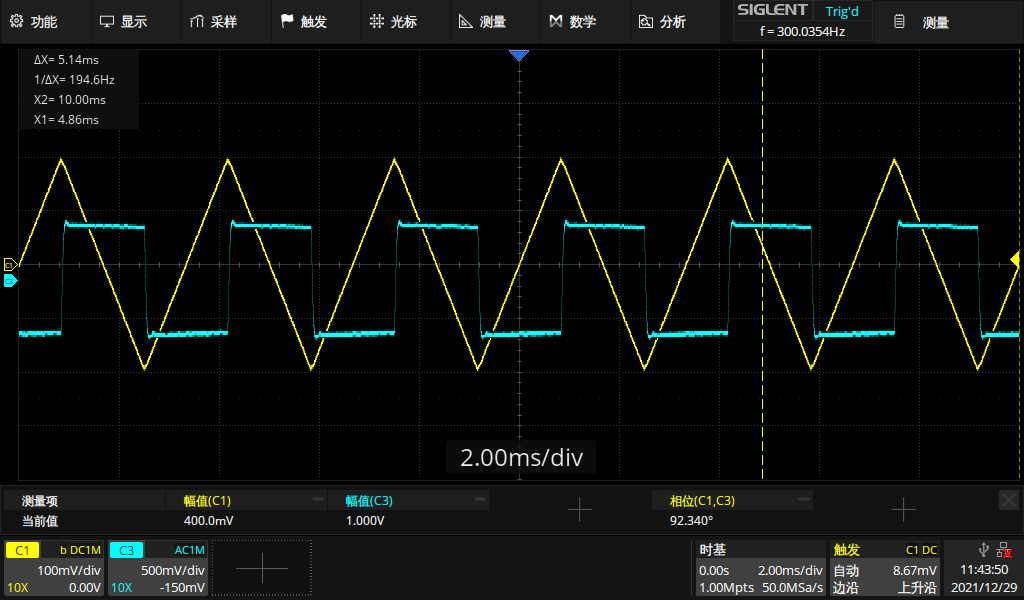 功能 显示 采样 触发 光标 测量 数学 分析 SIGLENT Trig'd 测量
f = 300.0354Hz
ΔX= 5.14ms
1/ΔX= 194.6Hz
X2= 10.00ms
X1= 4.86ms
C1
C3
2.00ms/div
测量项 幅值(C1) 幅值(C3) 相位(C1,C3)
当前值 400.0mV 1.000V 92.340°
C1 b DC1M
100mV/div
10X 0.00V
C3 AC1M
500mV/div
10X -150mV
时基
0.00s 2.00ms/div
1.00Mpts 50.0MSa/s
触发 C1 DC
自动 8.67mV
边沿 上升沿
11:43:50
2021/12/29